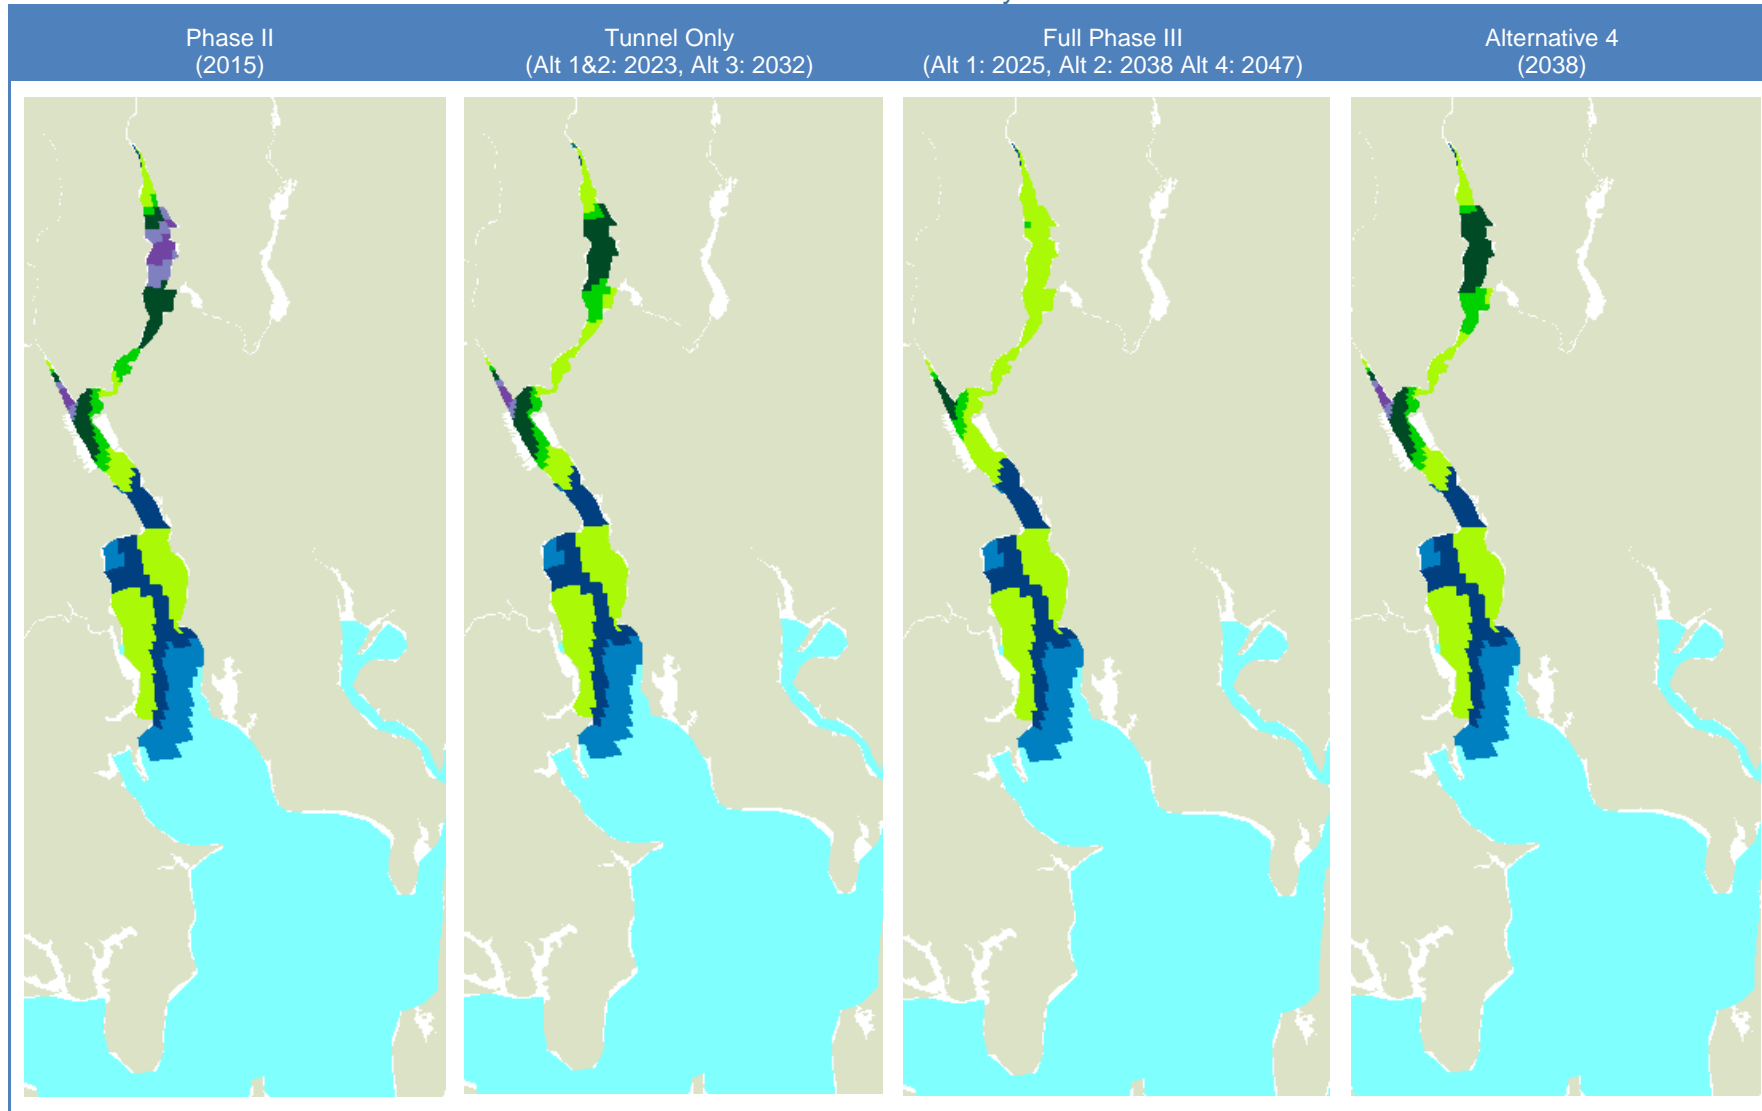 Phase II
(2015)
Tunnel Only
(Alt 1&2: 2023, Alt 3: 2032)
Full Phase III
(Alt 1: 2025, Alt 2: 2038 Alt 4: 2047)
Alternative 4
(2038)